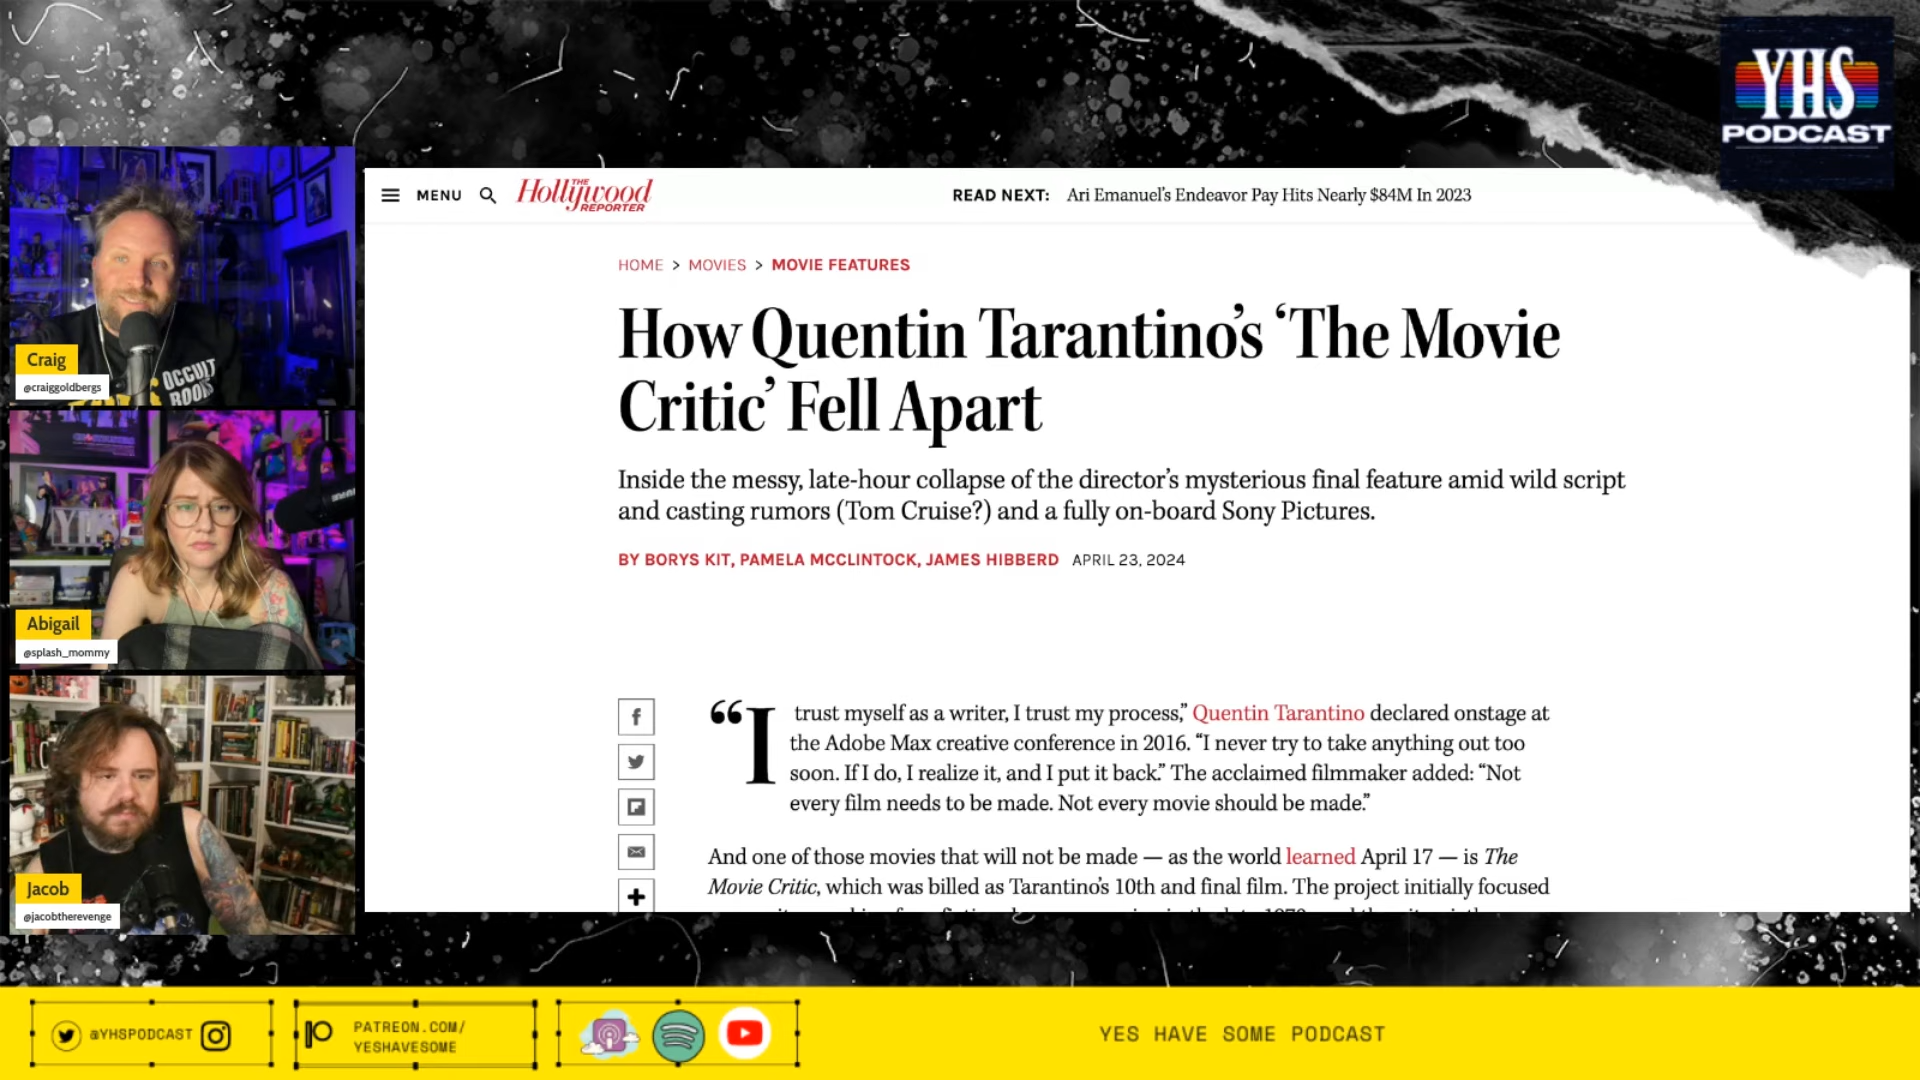 YHS
PODCAST
MENU
The Hollywood
REPORTER
READ NEXT: Ari Emanuel's Endeavor Pay Hits Nearly $84M In 2023
HOME > MOVIES > MOVIE FEATURES
How Quentin Tarantino's ‘The Movie
Critic’ Fell Apart
Inside the messy, late-hour collapse of the director's mysterious final feature amid wild script
and casting rumors (Tom Cruise?) and a fully on-board Sony Pictures.
BY BORYS KIT, PAMELA MCCLINTOCK, JAMES HIBBERD APRIL 23, 2024
“I trust myself as a writer, I trust my process,” Quentin Tarantino declared onstage at
the Adobe Max creative conference in 2016. “I never try to take anything out too
soon. If I do, I realize it, and I put it back.” The acclaimed filmmaker added: “Not
every film needs to be made. Not every movie should be made.”
And one of those movies that will not be made — as the world learned April 17 — is The
Movie Critic, which was billed as Tarantino's 10th and final film. The project initially focused
OCCULT
ROOM
Craig
@craiggoldbergs
YHS
Abigail
@splash_mommy
Jacob
@jacobtherevenge
@YHSPODCAST
PATREON.COM/
YESHAVESOME
YES HAVE SOME PODCAST